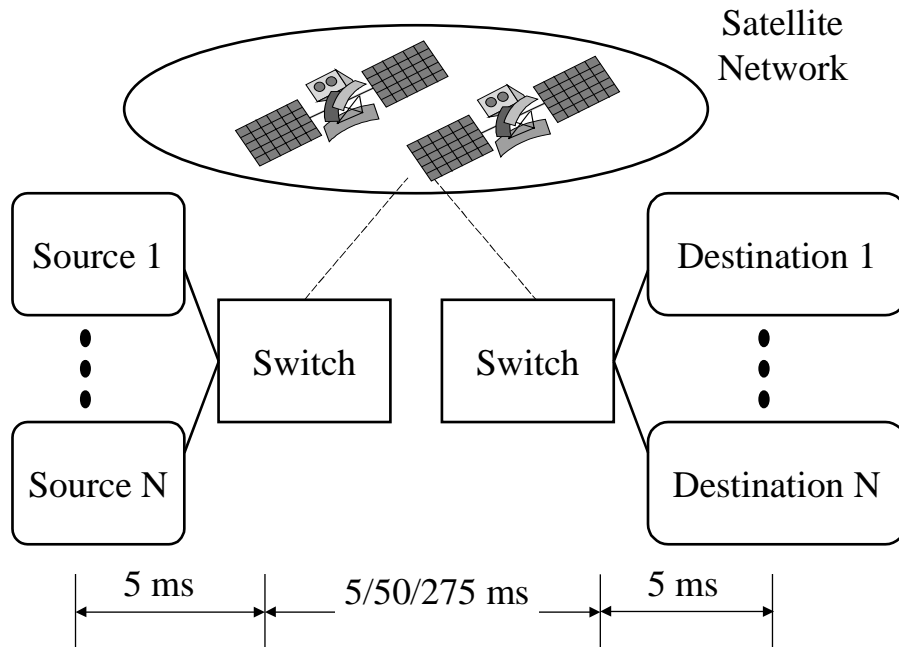 Satellite
Network
Source 1
Destination 1
Switch
Switch
Source N
Destination N
5 ms
5/50/275 ms
5 ms